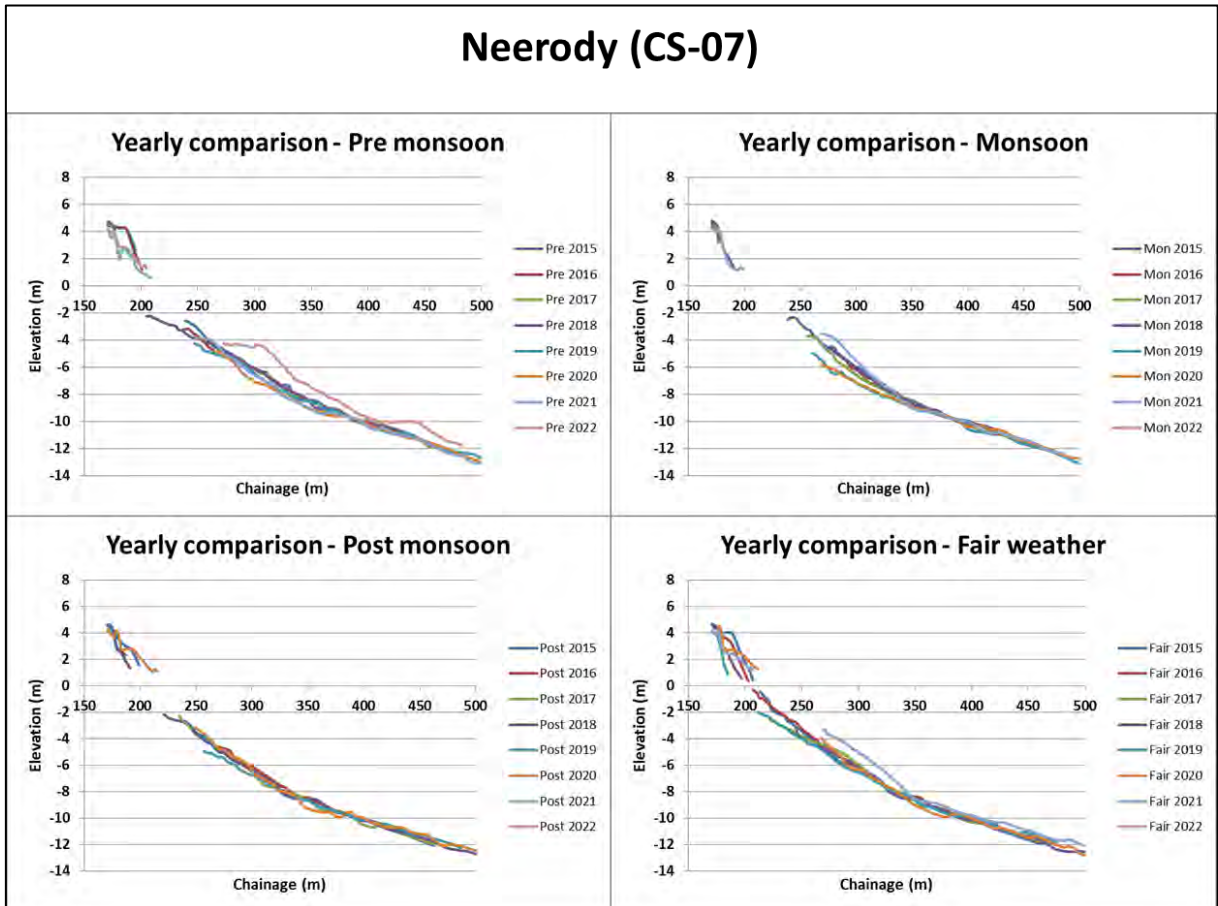 Neerody (CS-07)
Yearly comparison - Pre monsoon
8
6
4
2
0
-2
-4
-6
-8
-10
-12
-14
150 200 250 300 350 400 450 500
Elevation (m)
Chainage (m)
Pre 2015
Pre 2016
Pre 2017
Pre 2018
Pre 2019
Pre 2020
Pre 2021
Pre 2022
Yearly comparison - Monsoon
8
6
4
2
0
-2
-4
-6
-8
-10
-12
-14
150 200 250 300 350 400 450 500
Elevation (m)
Chainage (m)
Mon 2015
Mon 2016
Mon 2017
Mon 2018
Mon 2019
Mon 2020
Mon 2021
Mon 2022
Yearly comparison - Post monsoon
8
6
4
2
0
-2
-4
-6
-8
-10
-12
-14
150 200 250 300 350 400 450 500
Elevation (m)
Chainage (m)
Post 2015
Post 2016
Post 2017
Post 2018
Post 2019
Post 2020
Post 2021
Post 2022
Yearly comparison - Fair weather
8
6
4
2
0
-2
-4
-6
-8
-10
-12
-14
150 200 250 300 350 400 450 500
Elevation (m)
Chainage (m)
Fair 2015
Fair 2016
Fair 2017
Fair 2018
Fair 2019
Fair 2020
Fair 2021
Fair 2022